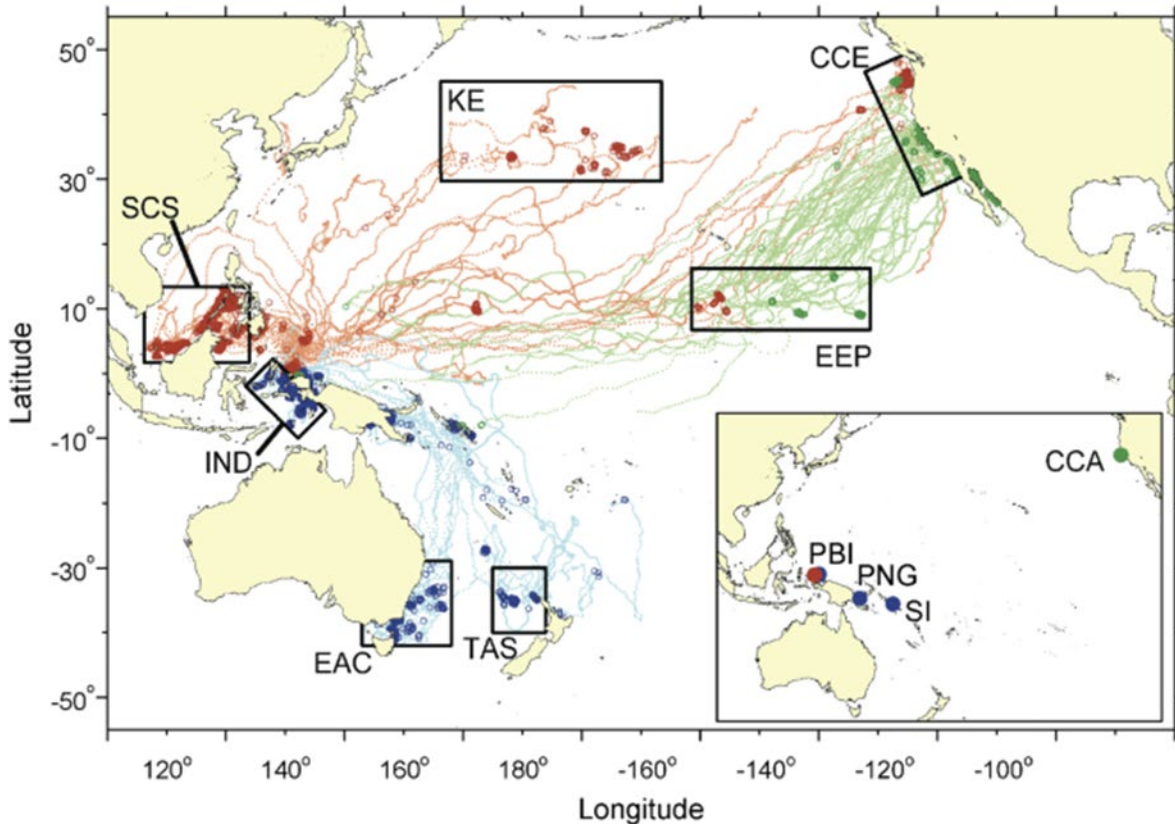 50°
30°
10°
-10°
-30°
-50°
Latitude
CCE
KE
SCS
EEP
IND
EAC
TAS
CCA
PBI
PNG
SI
120° 140° 160° 180° -160° -140° -120° -100°
Longitude